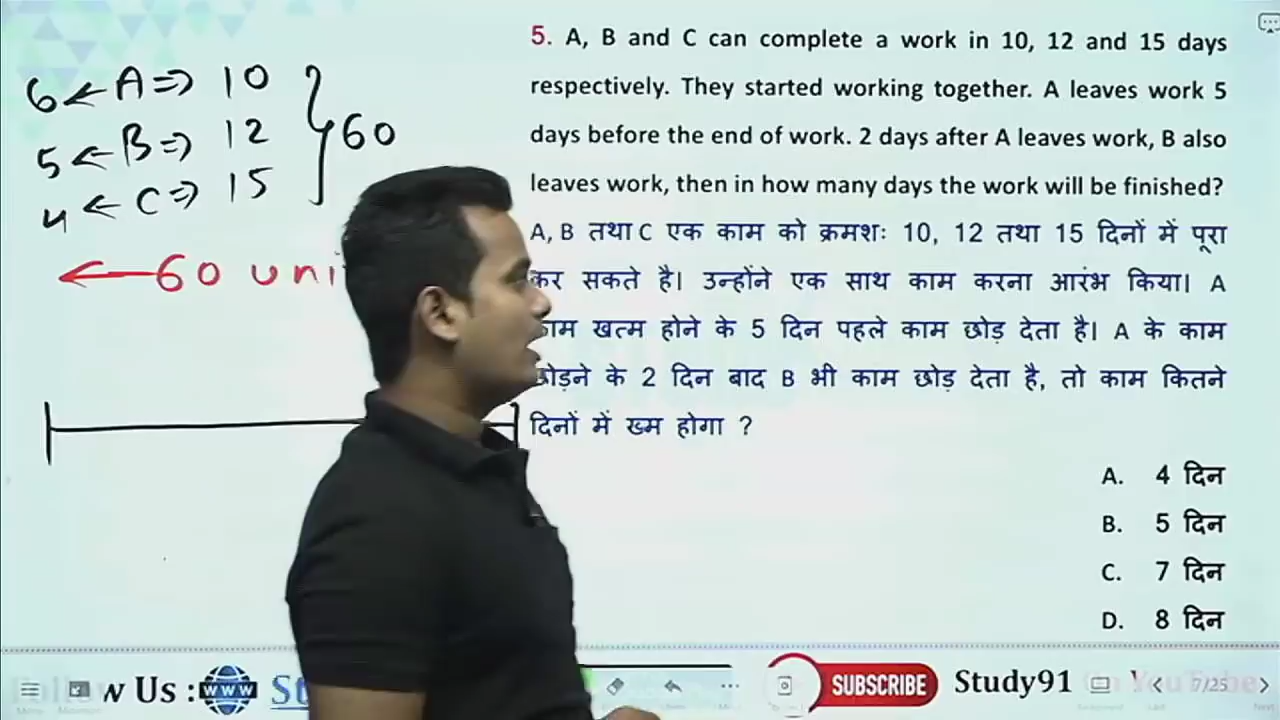 6 ← A ⇒ 10
5 ← B ⇒ 12
4 ← C ⇒ 15
60
← 60 uni
5. A, B and C can complete a work in 10, 12 and 15 days
respectively. They started working together. A leaves work 5
days before the end of work. 2 days after A leaves work, B also
leaves work, then in how many days the work will be finished?
A, B तथा C एक काम को क्रमशः 10, 12 तथा 15 दिनों में पूरा
कर सकते है। उन्होंने एक साथ काम करना आरंभ किया। A
काम खत्म होने के 5 दिन पहले काम छोड़ देता है। A के काम
छोड़ने के 2 दिन बाद B भी काम छोड़ देता है, तो काम कितने
दिनों में ख्म होगा ?
A. 4 दिन
B. 5 दिन
C. 7 दिन
D. 8 दिन
w Us : www St
SUBSCRIBE Study91 On YouTube
7/25